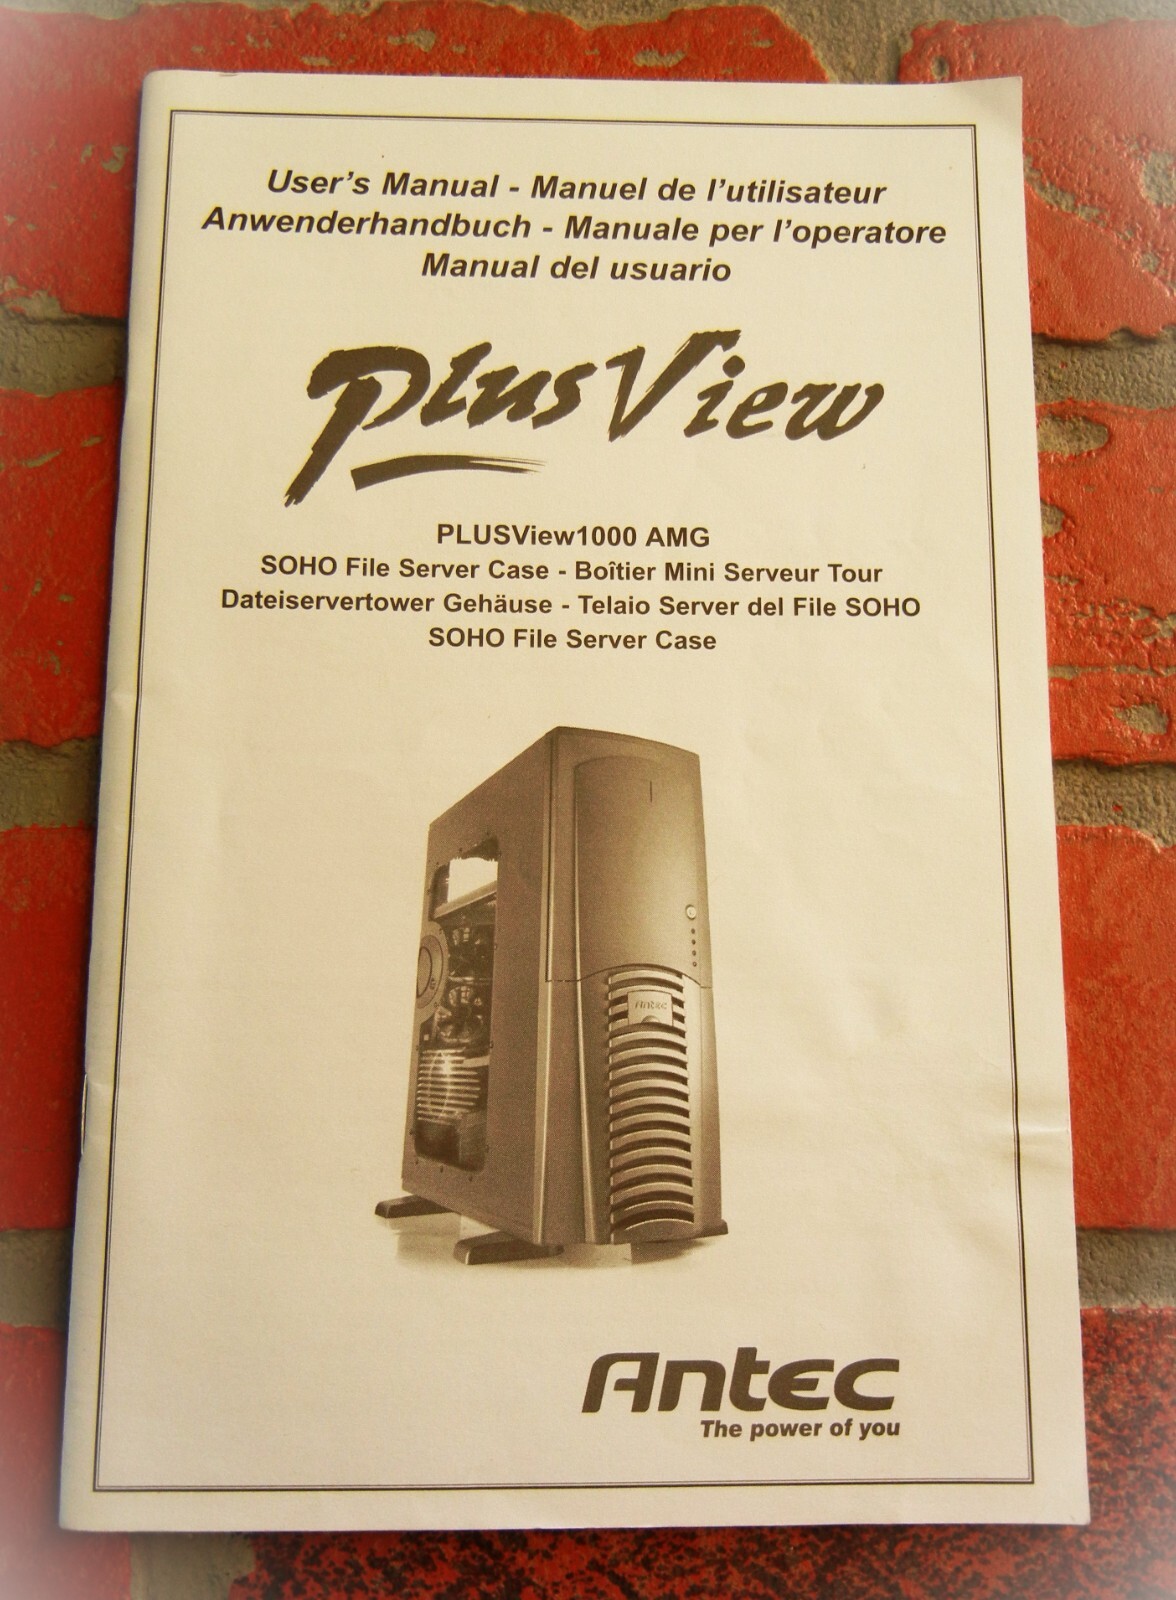 User's Manual - Manuel de l'utilisateur
Anwenderhandbuch - Manuale per l'operatore
Manual del usuario
PlusView
PLUSView1000 AMG
SOHO File Server Case - Boîtier Mini Serveur Tour
Dateiservertower Gehäuse - Telaio Server del File SOHO
SOHO File Server Case
Antec
Antec
The power of you